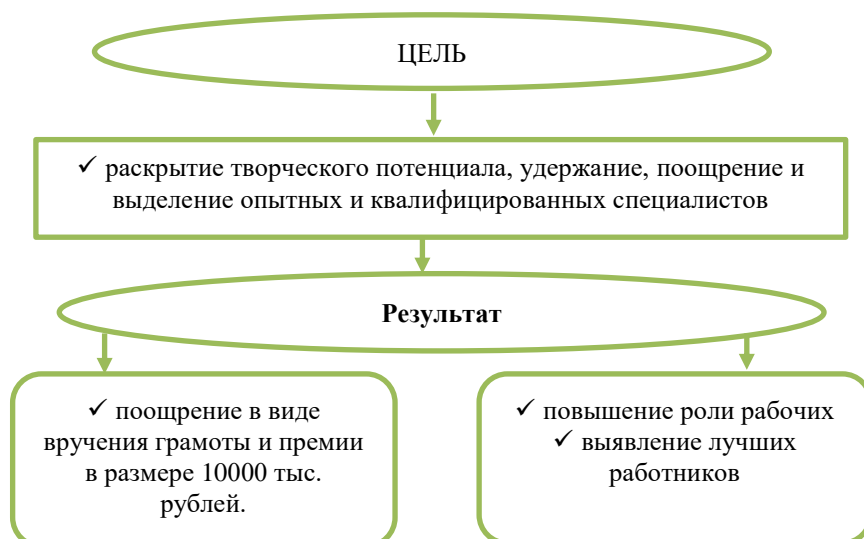 ЦЕЛЬ
✓ раскрытие творческого потенциала, удержание, поощрение и
выделение опытных и квалифицированных специалистов
Результат
✓ поощрение в виде
вручения грамоты и премии
в размере 10000 тыс.
рублей.
✓ повышение роли рабочих
✓ выявление лучших
работников